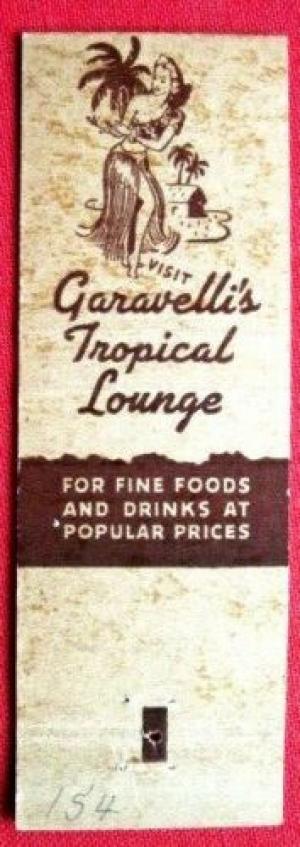 VISIT
Garavelli's
Tropical
Lounge
FOR FINE FOODS
AND DRINKS AT
POPULAR PRICES
154